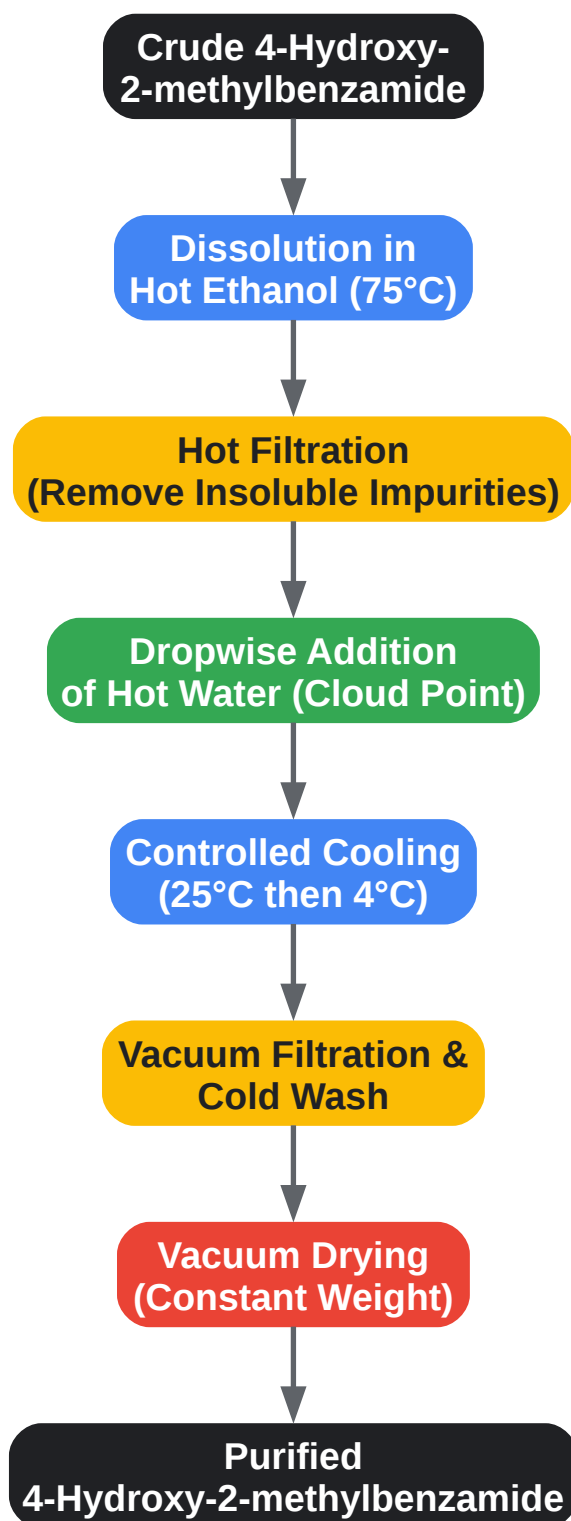 Crude 4-Hydroxy-
2-methylbenzamide
Dissolution in
Hot Ethanol (75°C)
Hot Filtration
(Remove Insoluble Impurities)
Dropwise Addition
of Hot Water (Cloud Point)
Controlled Cooling
(25°C then 4°C)
Vacuum Filtration &
Cold Wash
Vacuum Drying
(Constant Weight)
Purified
4-Hydroxy-2-methylbenzamide